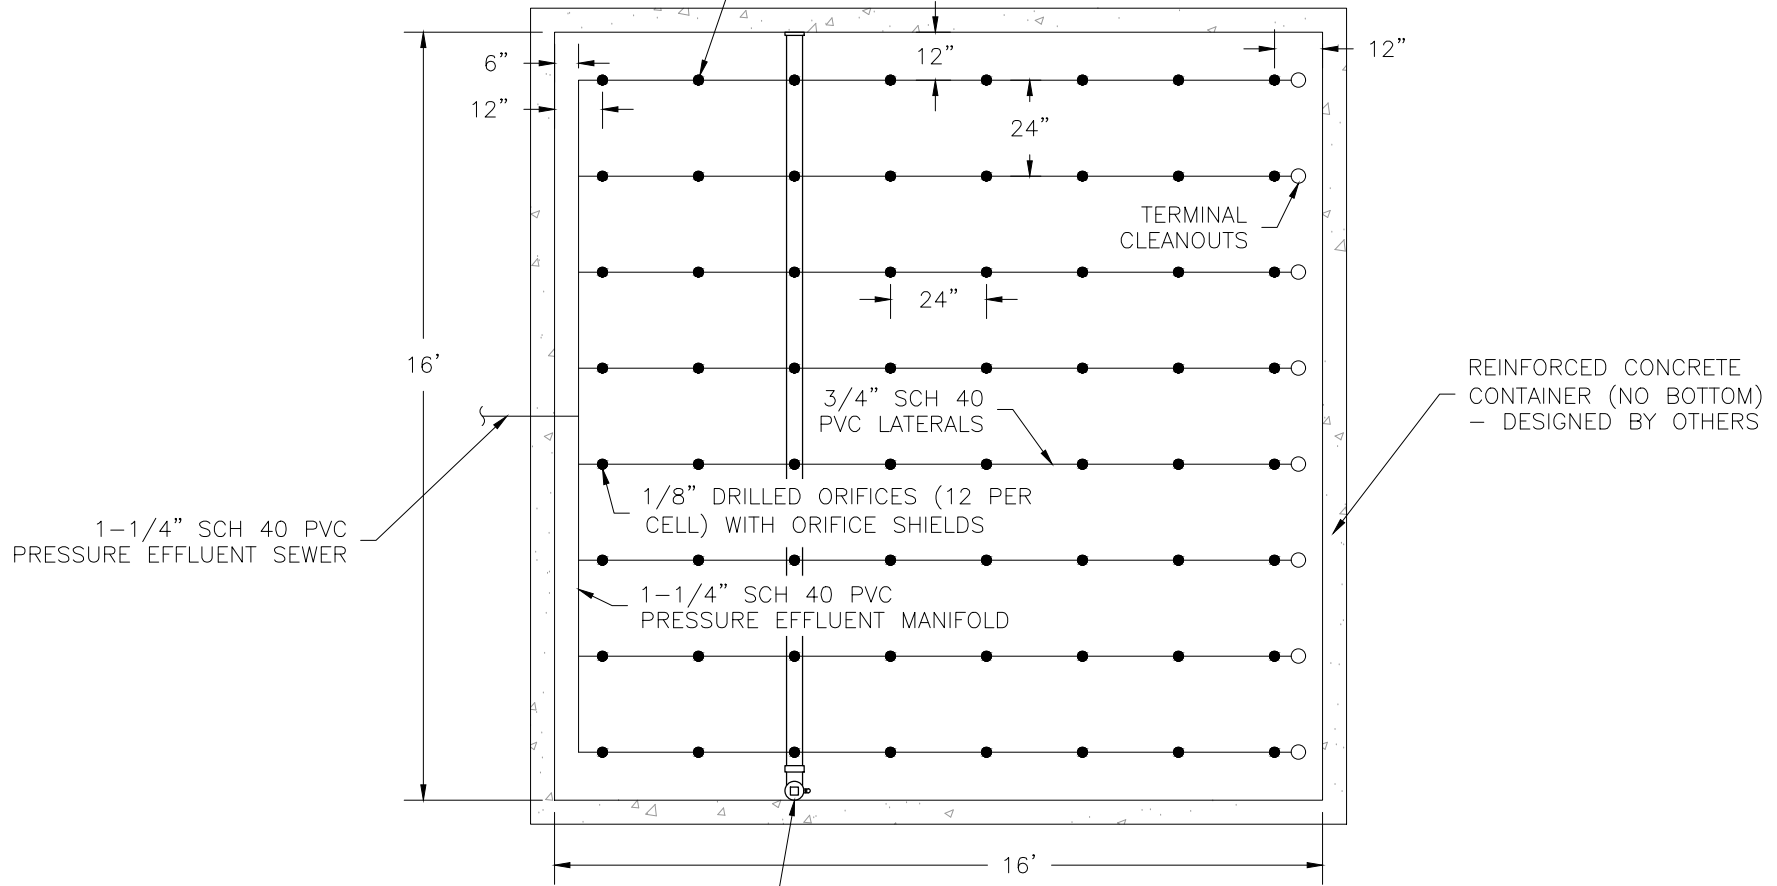 6"
12"
12"
12"
24"
TERMINAL
CLEANOUTS
24"
16'
3/4" SCH 40
PVC LATERALS
REINFORCED CONCRETE
CONTAINER (NO BOTTOM)
– DESIGNED BY OTHERS
1/8" DRILLED ORIFICES (12 PER
CELL) WITH ORIFICE SHIELDS
1–1/4" SCH 40 PVC
PRESSURE EFFLUENT SEWER
1–1/4" SCH 40 PVC
PRESSURE EFFLUENT MANIFOLD
16'